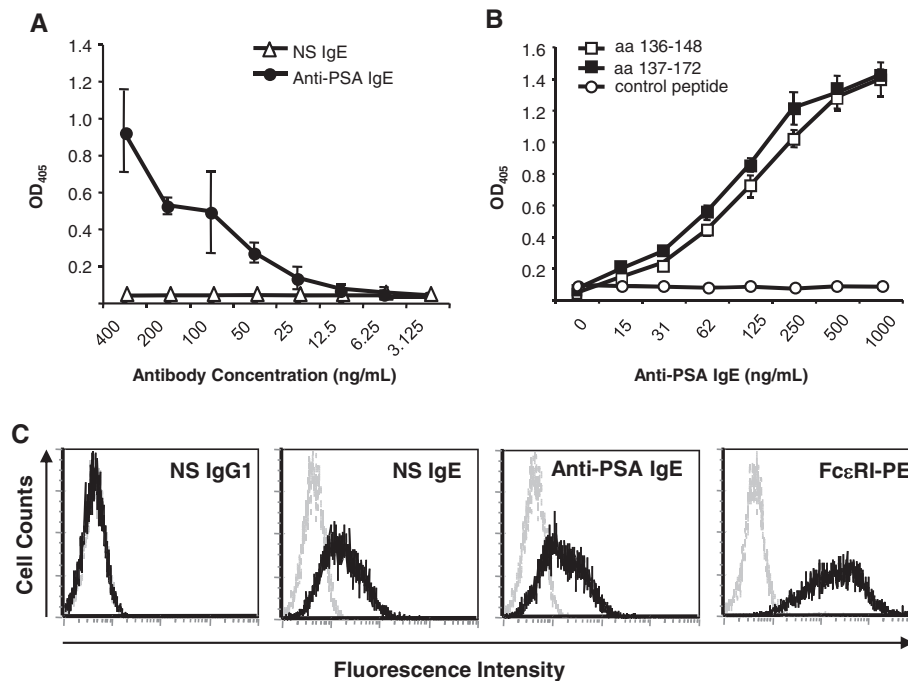 A
NS IgE
Anti-PSA IgE
1.4
1.2
1.0
0.8
0.6
0.4
0.2
OD405
400
200
100
50
25
12.5
6.25
3.125
Antibody Concentration (ng/mL)
B
aa 136-148
aa 137-172
control peptide
1.6
1.4
1.2
1.0
0.8
0.6
0.4
0.2
OD405
0
15
31
62
125
250
500
1000
Anti-PSA IgE (ng/mL)
C
NS IgG1
NS IgE
Anti-PSA IgE
FcεRI-PE
Cell Counts
Fluorescence Intensity